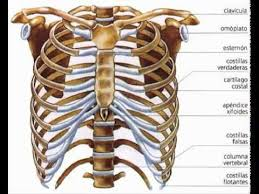 clavícula
omóplato
esternón
costillas
verdaderas
cartílago
costal
apéndice
xifoides
costillas
falsas
columna
vertebral
costillas
flotantes